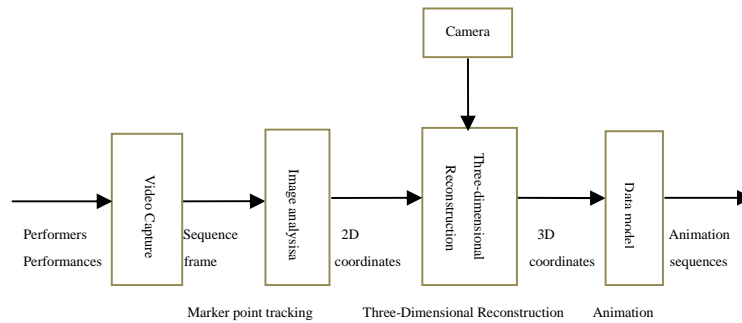 Camera
Video Capture
Image analysisa
Three-dimensional
Reconstruction
Data model
Performers
Performances
Sequence
frame
2D
coordinates
3D
coordinates
Animation
sequences
Marker point tracking
Three-Dimensional Reconstruction
Animation